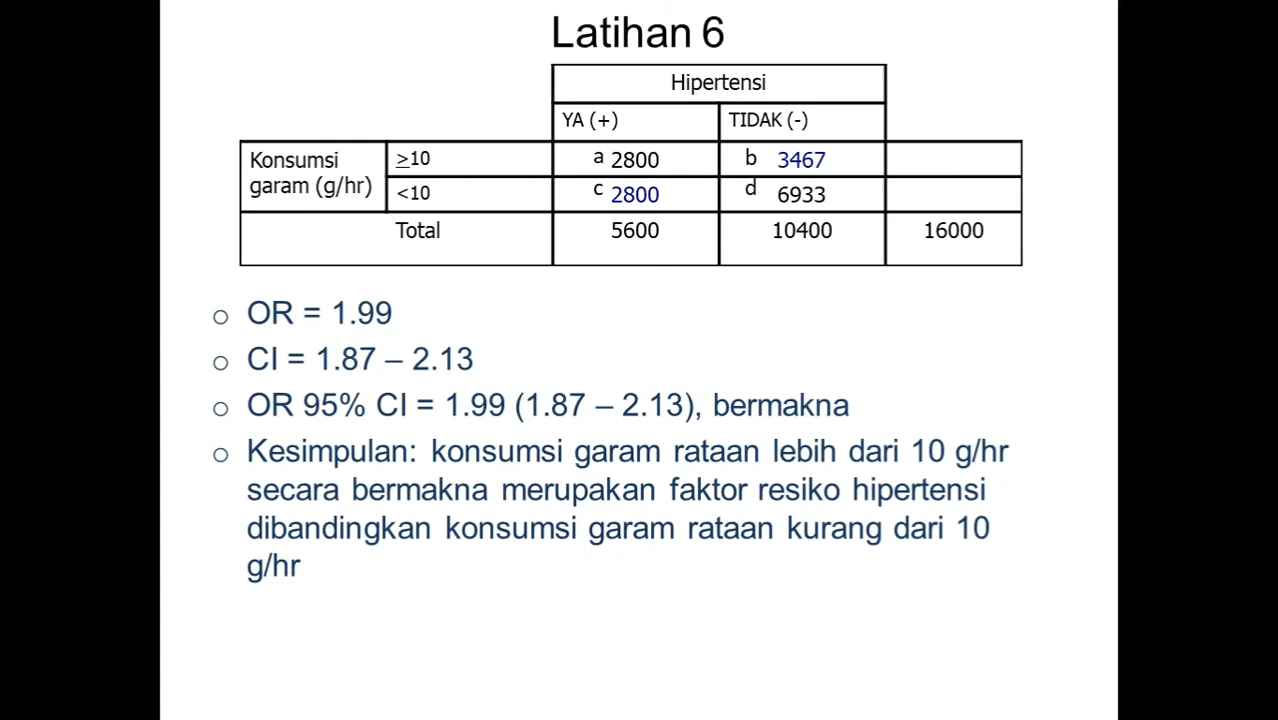 Latihan 6
Hipertensi
YA (+) TIDAK (-)
Konsumsi garam (g/hr) ≥10 a 2800 b 3467
<10 c 2800 d 6933
Total 5600 10400 16000
o OR = 1.99
o CI = 1.87 – 2.13
o OR 95% CI = 1.99 (1.87 – 2.13), bermakna
o Kesimpulan: konsumsi garam rataan lebih dari 10 g/hr
secara bermakna merupakan faktor resiko hipertensi
dibandingkan konsumsi garam rataan kurang dari 10
g/hr